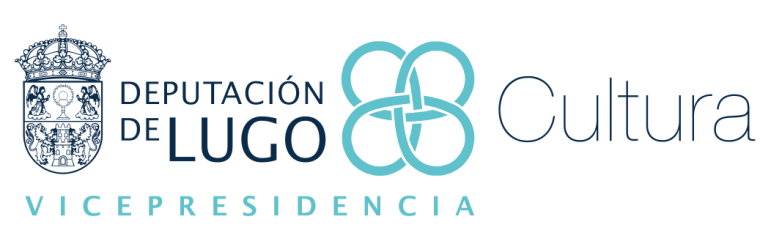 DEPUTACIÓN
DE LUGO
Cultura
VICEPRESIDENCIA